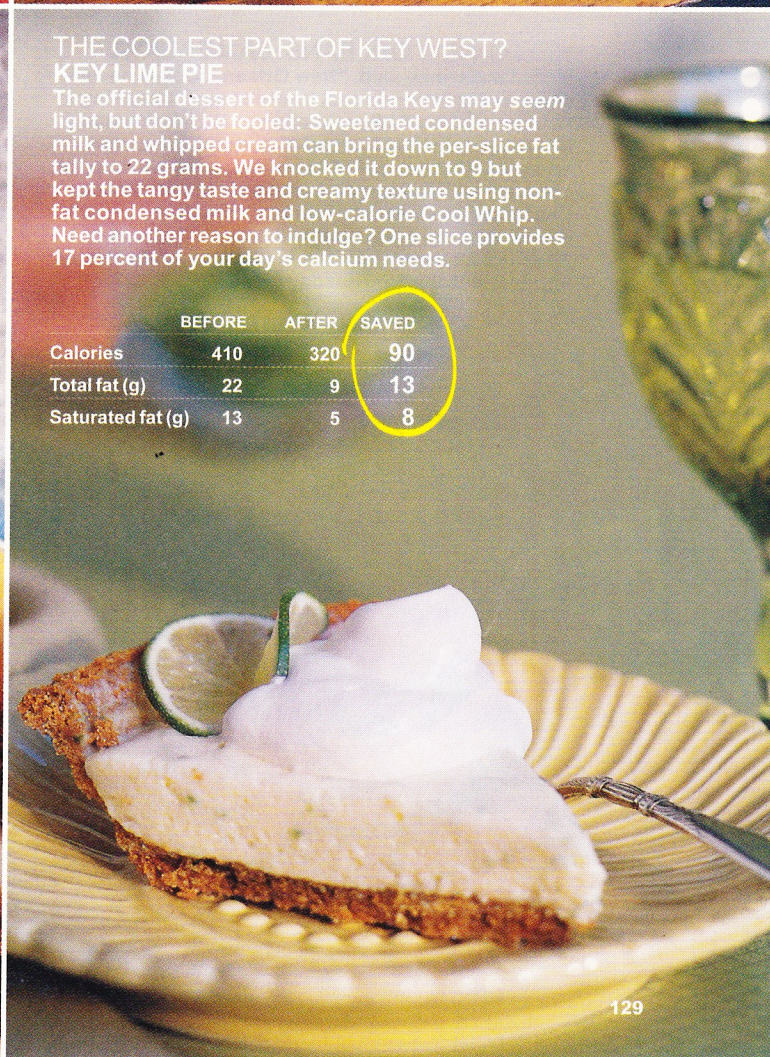 THE COOLEST PART OF KEY WEST?
KEY LIME PIE
The official dessert of the Florida Keys may seem
light, but don't be fooled: Sweetened condensed
milk and whipped cream can bring the per-slice fat
tally to 22 grams. We knocked it down to 9 but
kept the tangy taste and creamy texture using non-
fat condensed milk and low-calorie Cool Whip.
Need another reason to indulge? One slice provides
17 percent of your day's calcium needs.
BEFORE AFTER SAVED
Calories 410 320 90
Total fat (g) 22 9 13
Saturated fat (g) 13 5 8
129